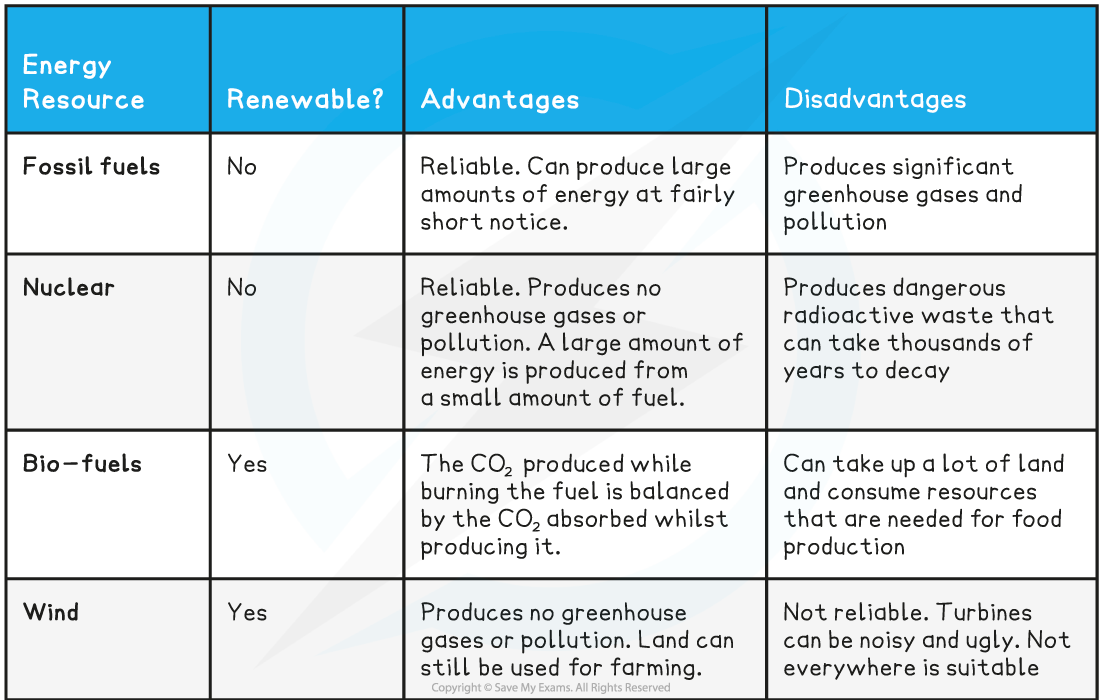 Energy
Resource
Renewable?
Advantages
Disadvantages
Fossil fuels
No
Reliable. Can produce large
amounts of energy at fairly
short notice.
Produces significant
greenhouse gases and
pollution
Nuclear
No
Reliable. Produces no
greenhouse gases or
pollution. A large amount of
energy is produced from
a small amount of fuel.
Produces dangerous
radioactive waste that
can take thousands of
years to decay
Bio-fuels
Yes
The CO₂ produced while
burning the fuel is balanced
by the CO₂ absorbed whilst
producing it.
Can take up a lot of land
and consume resources
that are needed for food
production
Wind
Yes
Produces no greenhouse
gases or pollution. Land can
still be used for farming.
Not reliable. Turbines
can be noisy and ugly. Not
everywhere is suitable
Copyright © Save My Exams. All Rights Reserved